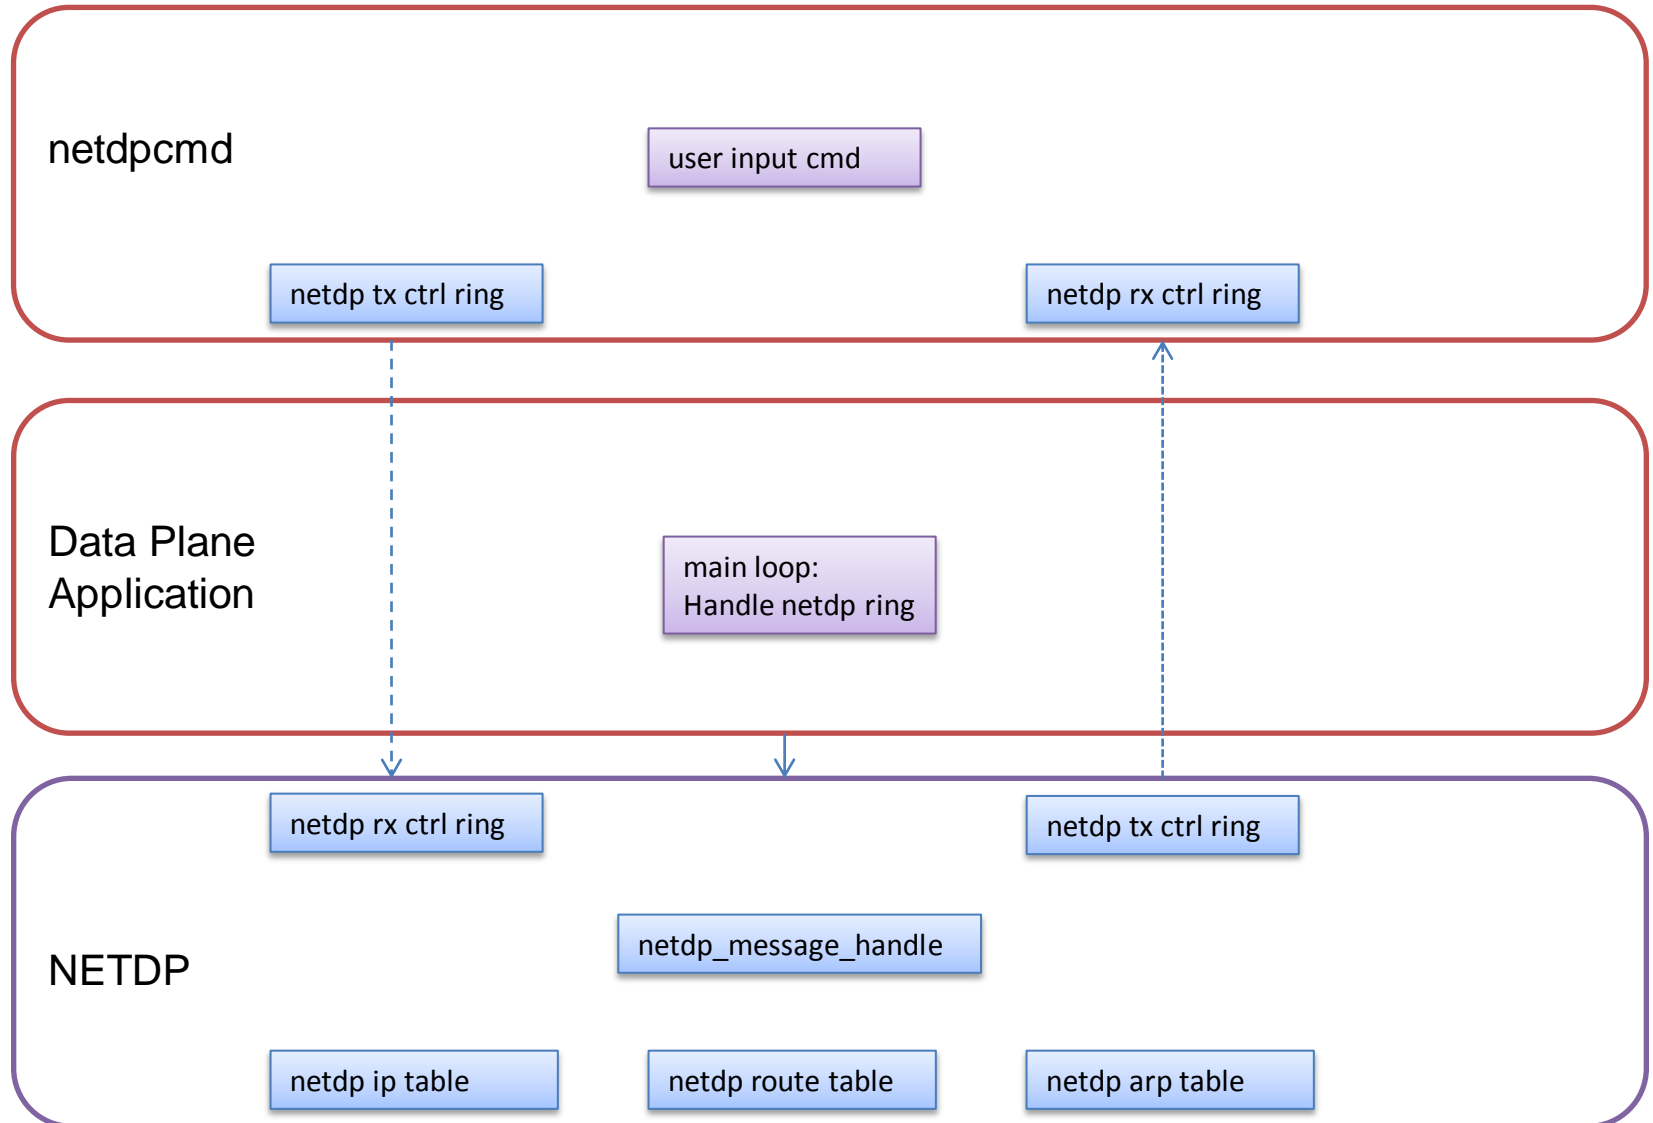 netdpcmd
user input cmd
netdp tx ctrl ring
netdp rx ctrl ring
Data Plane
Application
main loop:
Handle netdp ring
netdp rx ctrl ring
netdp tx ctrl ring
netdp_message_handle
NETDP
netdp ip table
netdp route table
netdp arp table